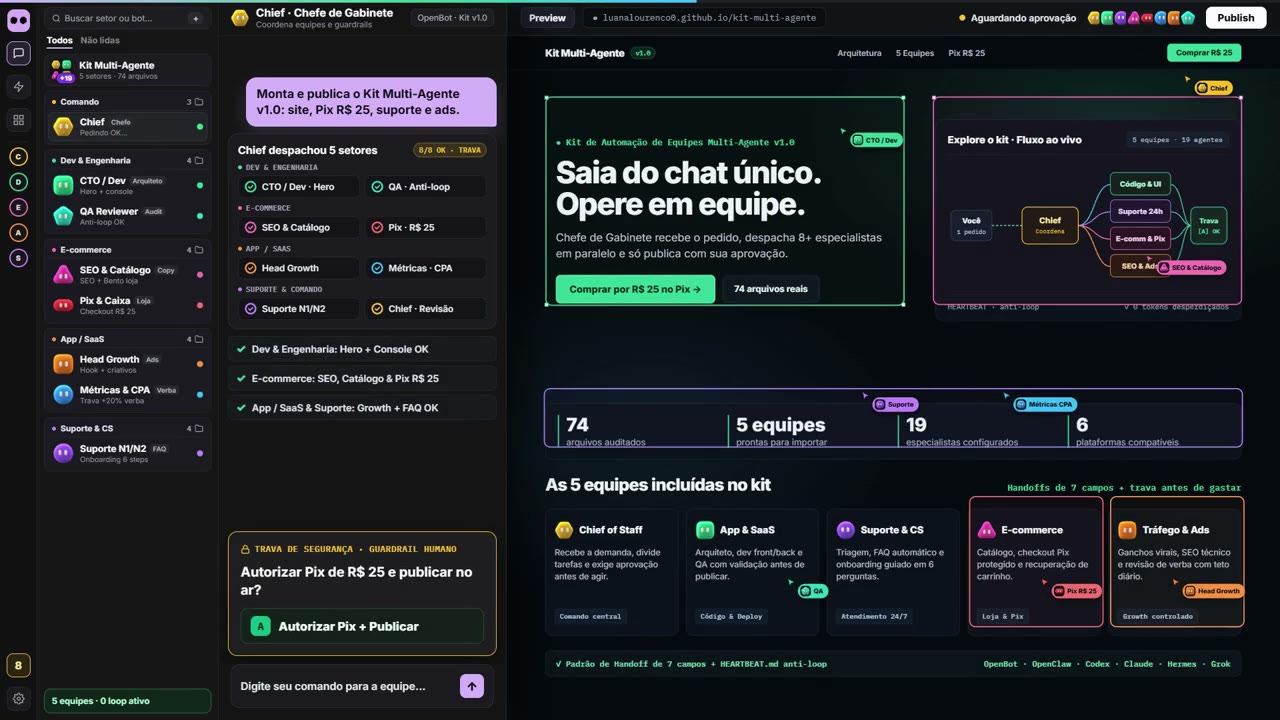 Buscar setor ou bot...
+
Todos Não lidas
Kit Multi-Agente
5 setores · 74 arquivos
+19
Comando 3
Chief Chefe
Pedindo OK...
Dev & Engenharia 4
CTO / Dev Arquiteto
Hero + console
QA Reviewer Audit
Anti-loop OK
E-commerce 4
SEO & Catálogo Copy
SEO + Bento loja
Pix & Caixa Loja
Checkout R$ 25
App / SaaS 4
Head Growth Ads
Hook + criativos
Métricas & CPA Verba
Trava +20% verba
Suporte & CS 4
Suporte N1/N2 FAQ
Onboarding 6 steps
C
D
E
A
S
8
5 equipes · 0 loop ativo
Chief · Chefe de Gabinete
Coordena equipes e guardrails
OpenBot · Kit v1.0
Monta e publica o Kit Multi-Agente
v1.0: site, Pix R$ 25, suporte e ads.
Chief despachou 5 setores 8/8 OK · TRAVA
DEV & ENGENHARIA
CTO / Dev · Hero QA · Anti-loop
E-COMMERCE
SEO & Catálogo Pix · R$ 25
APP / SAAS
Head Growth Métricas · CPA
SUPORTE & COMANDO
Suporte N1/N2 Chief · Revisão
✓ Dev & Engenharia: Hero + Console OK
✓ E-commerce: SEO, Catálogo & Pix R$ 25
✓ App / SaaS & Suporte: Growth + FAQ OK
TRAVA DE SEGURANÇA · GUARDRAIL HUMANO
Autorizar Pix de R$ 25 e publicar no
ar?
A Autorizar Pix + Publicar
Digite seu comando para a equipe...
Preview
luanalourenco0.github.io/kit-multi-agente
Aguardando aprovação
Publish
Kit Multi-Agente v1.0
Arquitetura 5 Equipes Pix R$ 25
Comprar R$ 25
Chief
CTO / Dev
• Kit de Automação de Equipes Multi-Agente v1.0
Saia do chat único.
Opere em equipe.
Chefe de Gabinete recebe o pedido, despacha 8+ especialistas
em paralelo e só publica com sua aprovação.
Comprar por R$ 25 no Pix →
74 arquivos reais
Explore o kit · Fluxo ao vivo
5 equipes · 19 agentes
Você
1 pedido
Chief
Coordena
Código & UI
Suporte 24h
E-comm & Pix
SEO & Ads
Trava
[A] OK
SEO & Catálogo
HEARTBEAT · anti-loop
√ 0 tokens desperdiçados
Suporte
Métricas CPA
74
arquivos auditados
5 equipes
prontas para importar
19
especialistas configurados
6
plataformas compatíveis
As 5 equipes incluídas no kit
Handoffs de 7 campos + trava antes de gastar
Chief of Staff
Recebe a demanda, divide
tarefas e exige aprovação
antes de agir.
Comando central
App & SaaS
Arquiteto, dev front/back e
QA com validação antes de
publicar.
QA
Código & Deploy
Suporte & CS
Triagem, FAQ automático e
onboarding guiado em 6
perguntas.
Atendimento 24/7
E-commerce
Catálogo, checkout Pix
protegido e recuperação de
carrinho.
Pix R$ 25
Loja & Pix
Tráfego & Ads
Ganchos virais, SEO técnico
e revisão de verba com teto
diário.
Head Growth
Growth controlado
√ Padrão de Handoff de 7 campos + HEARTBEAT.md anti-loop
OpenBot · OpenClaw · Codex · Claude · Hermes · Grok